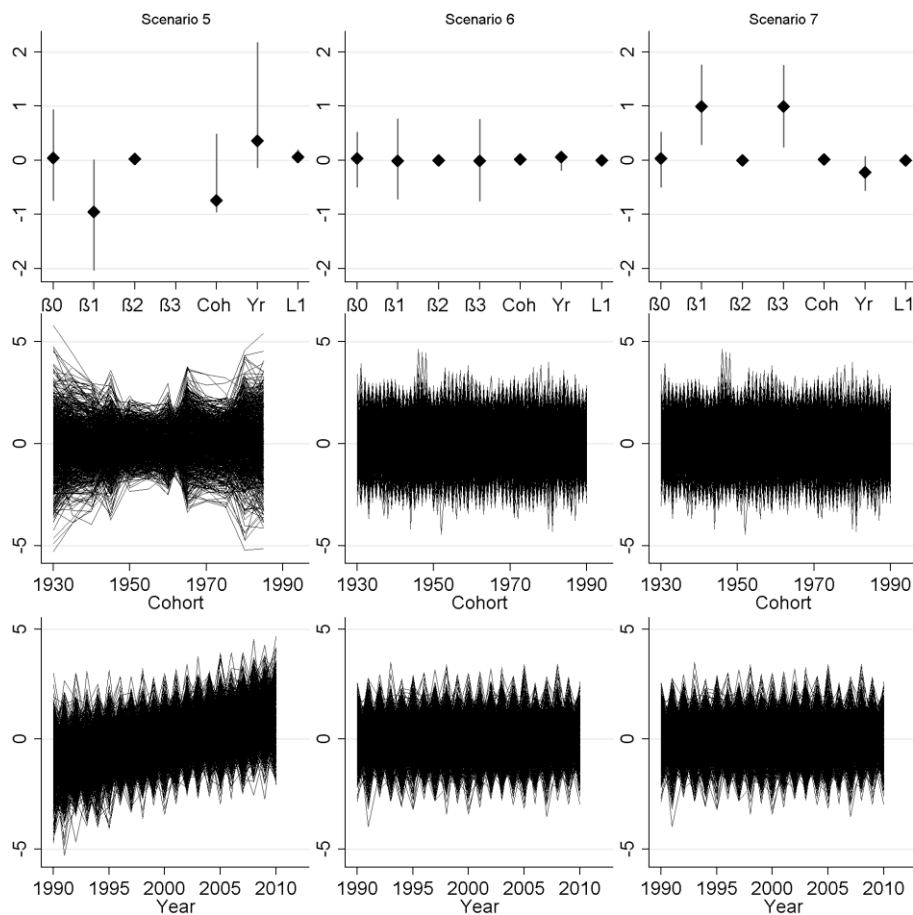 Scenario 5 Scenario 6 Scenario 7
2 2 2
1 1 1
0 0 0
-1 -1 -1
-2 -2 -2
ß0 ß1 ß2 ß3 Coh Yr L1 ß0 ß1 ß2 ß3 Coh Yr L1 ß0 ß1 ß2 ß3 Coh Yr L1
5 5 5
0 0 0
-5 -5 -5
1930 1950 1970 1990 1930 1950 1970 1990 1930 1950 1970 1990
Cohort Cohort Cohort
5 5 5
0 0 0
-5 -5 -5
1990 1995 2000 2005 2010 1990 1995 2000 2005 2010 1990 1995 2000 2005 2010
Year Year Year